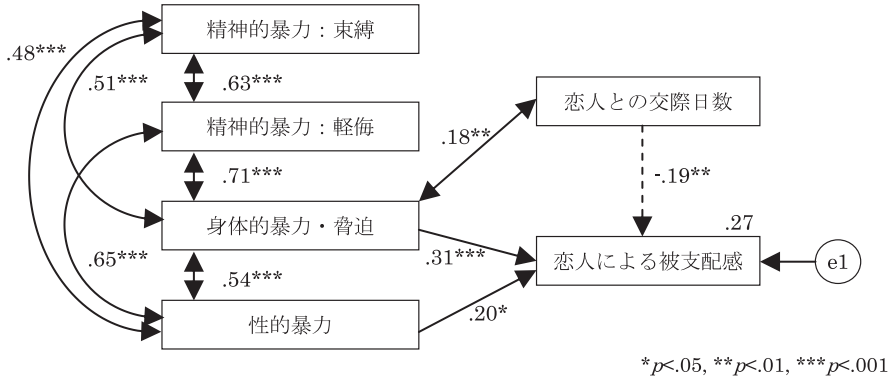 精神的暴力：束縛
.48***
.51***
.63***
精神的暴力：軽侮
恋人との交際日数
.18**
.71***
-.19**
身体的暴力・脅迫
.27
.31***
恋人による被支配感
e1
.65***
.54***
性的暴力
.20*
*p<.05, **p<.01, ***p<.001